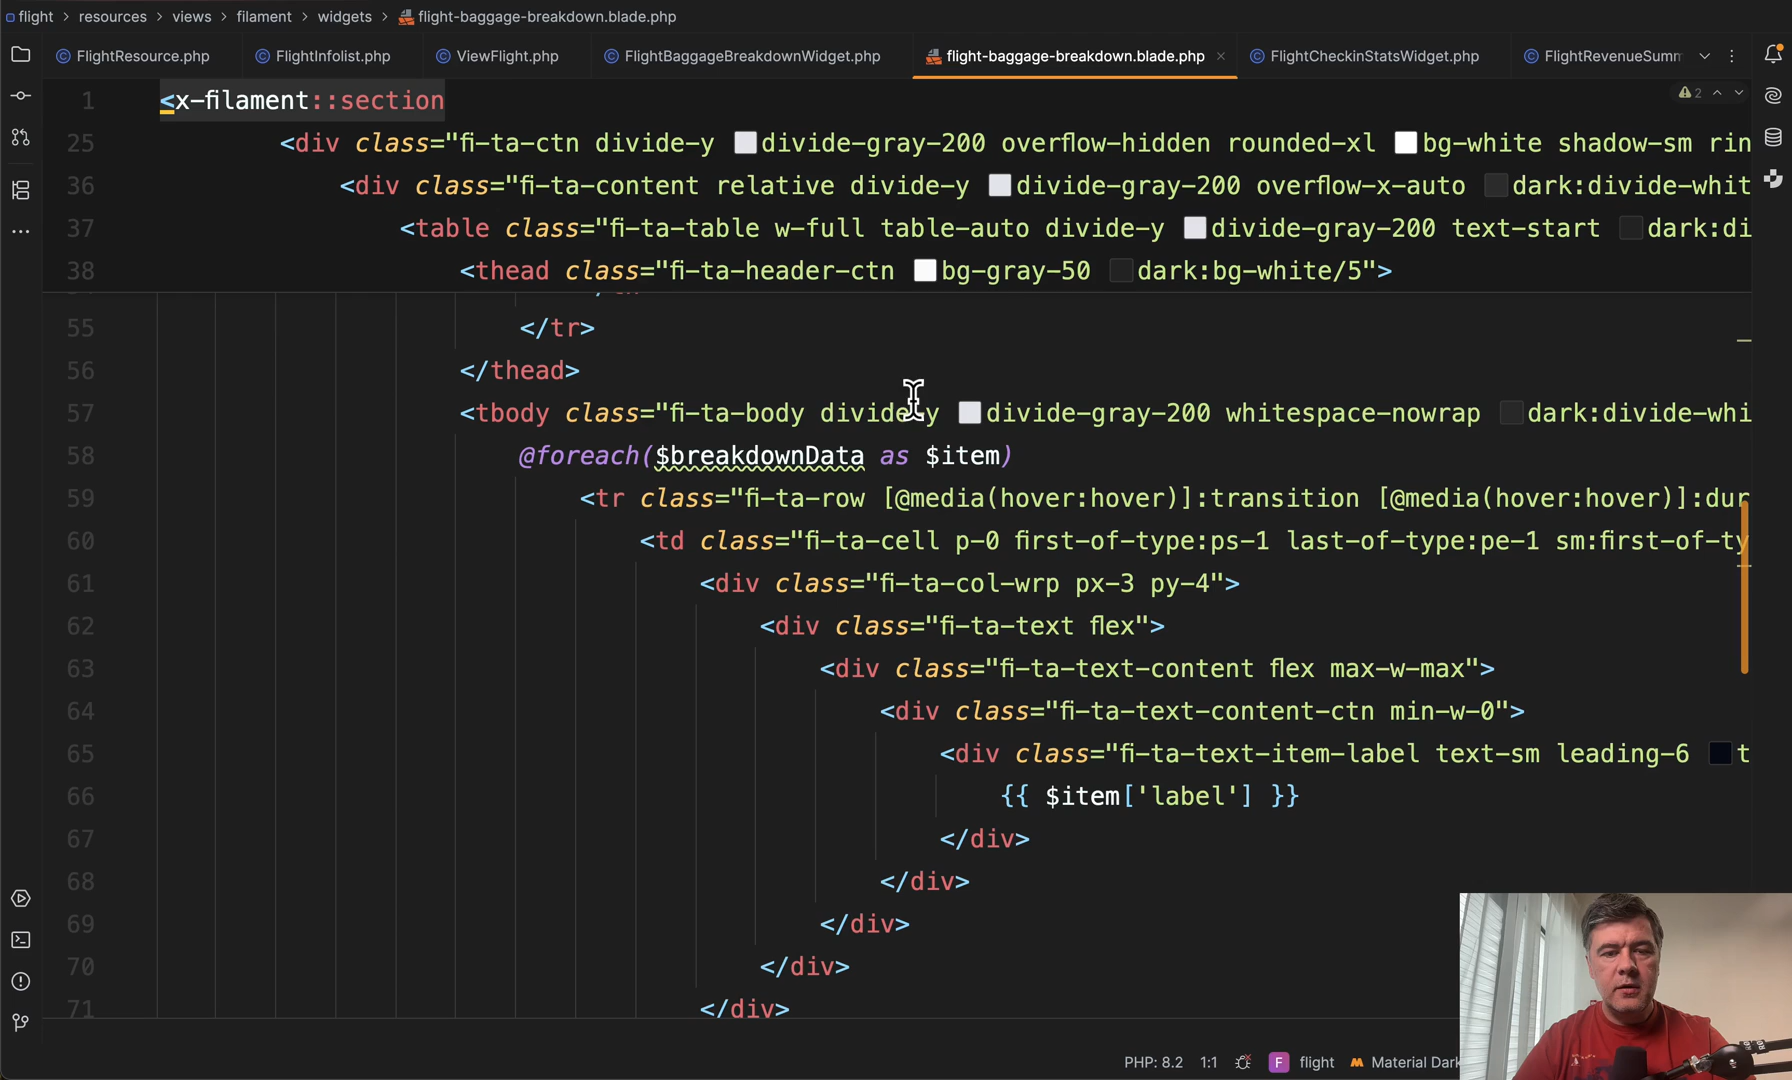 flight › resources › views › filament › widgets › flight-baggage-breakdown.blade.php
FlightResource.php FlightInfolist.php ViewFlight.php FlightBaggageBreakdownWidget.php flight-baggage-breakdown.blade.php × FlightCheckinStatsWidget.php FlightRevenueSumm
1 <x-filament::section 2
25 <div class="fi-ta-ctn divide-y divide-gray-200 overflow-hidden rounded-xl bg-white shadow-sm rin
36 <div class="fi-ta-content relative divide-y divide-gray-200 overflow-x-auto dark:divide-whit
37 <table class="fi-ta-table w-full table-auto divide-y divide-gray-200 text-start dark:di
38 <thead class="fi-ta-header-ctn bg-gray-50 dark:bg-white/5">
55 </tr>
56 </thead>
57 <tbody class="fi-ta-body divide-y divide-gray-200 whitespace-nowrap dark:divide-whi
58 @foreach($breakdownData as $item)
59 <tr class="fi-ta-row [@media(hover:hover)]:transition [@media(hover:hover)]:dur
60 <td class="fi-ta-cell p-0 first-of-type:ps-1 last-of-type:pe-1 sm:first-of-ty
61 <div class="fi-ta-col-wrp px-3 py-4">
62 <div class="fi-ta-text flex">
63 <div class="fi-ta-text-content flex max-w-max">
64 <div class="fi-ta-text-content-ctn min-w-0">
65 <div class="fi-ta-text-item-label text-sm leading-6 t
66 {{ $item['label'] }}
67 </div>
68 </div>
69 </div>
70 </div>
71 </div>
PHP: 8.2 1:1 F flight Material Dark